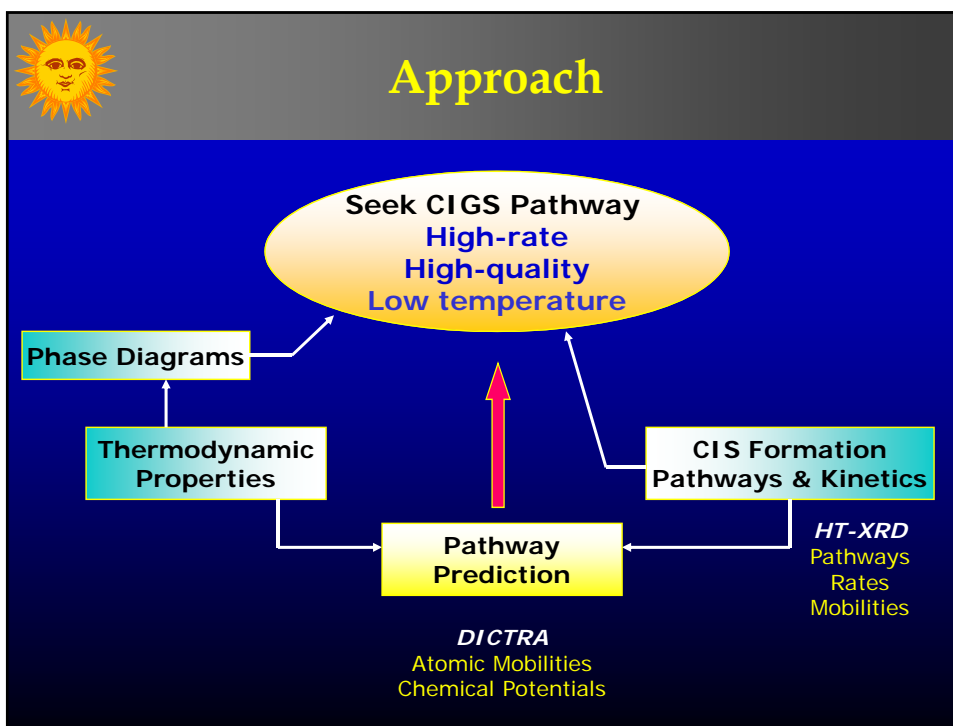 Approach
Seek CIGS Pathway
High-rate
High-quality
Low temperature
Phase Diagrams
Thermodynamic
Properties
CIS Formation
Pathways & Kinetics
Pathway
Prediction
HT-XRD
Pathways
Rates
Mobilities
DICTRA
Atomic Mobilities
Chemical Potentials